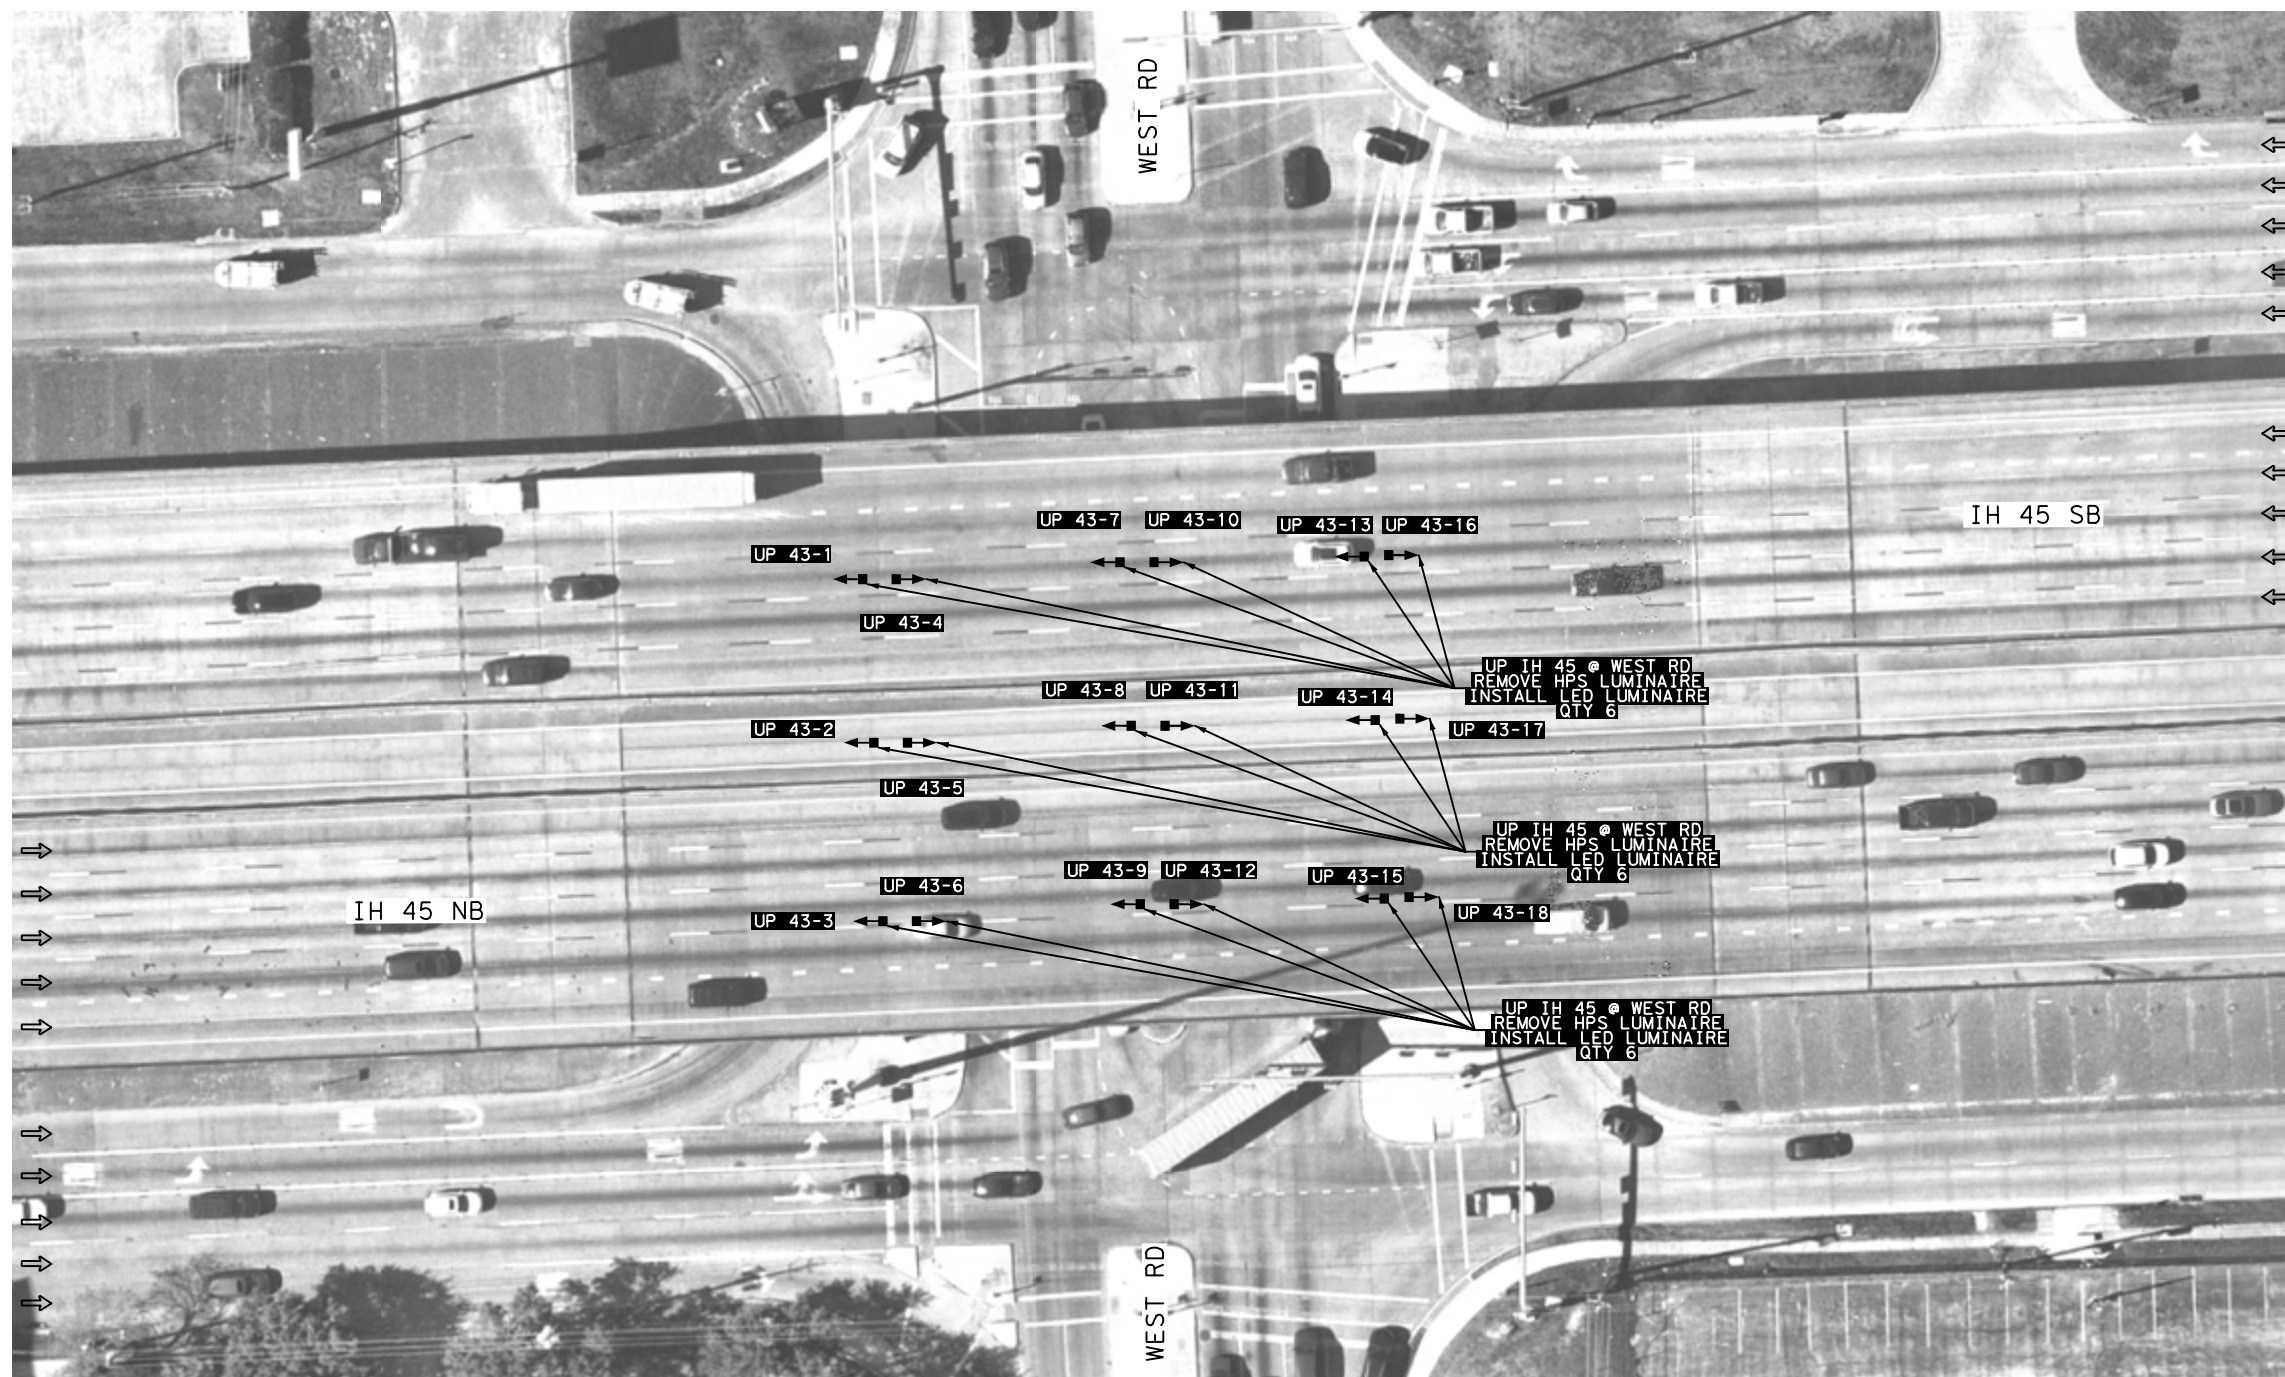 WEST RD
IH 45 SB
UP 43-7
UP 43-10
UP 43-13
UP 43-16
UP 43-1
UP 43-4
UP IH 45 @ WEST RD
REMOVE HPS LUMINAIRE
INSTALL LED LUMINAIRE
QTY 6
UP 43-8
UP 43-11
UP 43-14
UP 43-17
UP 43-2
UP 43-5
UP IH 45 @ WEST RD
REMOVE HPS LUMINAIRE
INSTALL LED LUMINAIRE
QTY 6
UP 43-9
UP 43-12
UP 43-15
UP 43-6
UP 43-3
UP 43-18
IH 45 NB
UP IH 45 @ WEST RD
REMOVE HPS LUMINAIRE
INSTALL LED LUMINAIRE
QTY 6
WEST RD